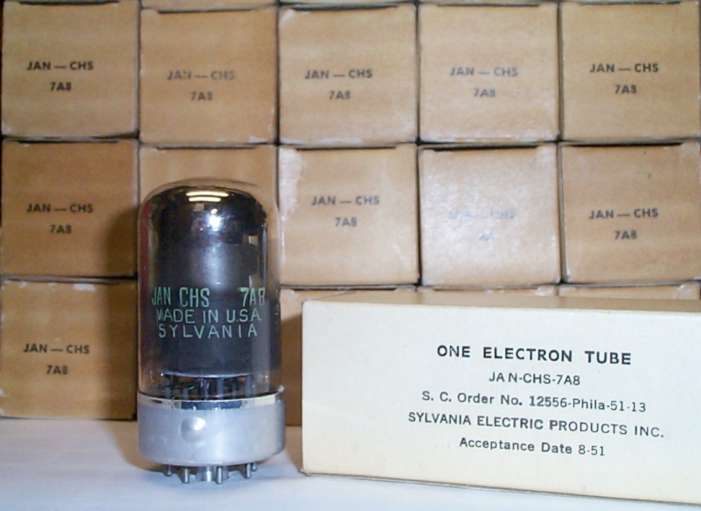 JAN — CHS
7A8
JAN — CHS
7A8
JAN — CHS
7A8
JAN — CHS
7A8
JAN — CHS
7A8
JAN — CHS
7A8
JAN — CHS
7A8
JAN — CHS
7A8
JAN — CHS
7A8
JAN CHS 7A8
MADE IN U.S.A.
SYLVANIA
ONE ELECTRON TUBE
JAN-CHS-7A8
S. C. Order No. 12556-Phila-51-13
SYLVANIA ELECTRIC PRODUCTS INC.
Acceptance Date 8-51